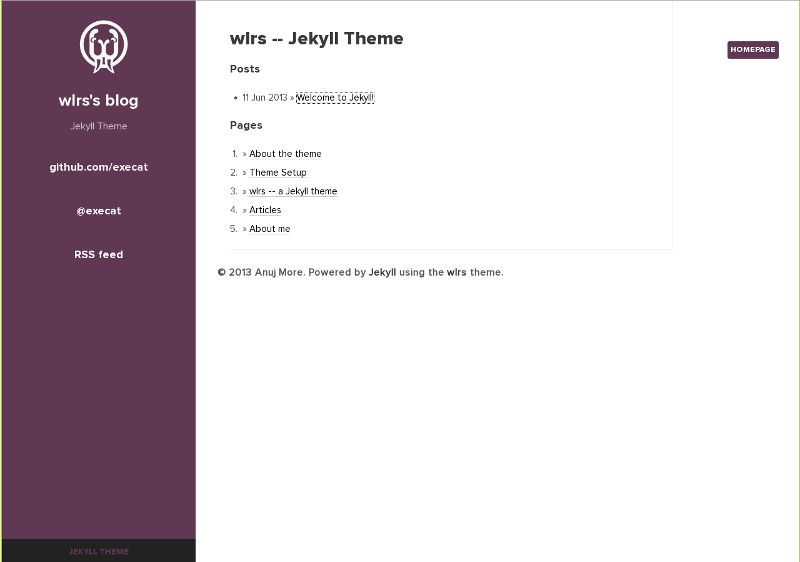 wlrs's blog
Jekyll Theme
github.com/execat
@execat
RSS feed
JEKYLL THEME
wlrs -- Jekyll Theme
Posts
• 11 Jun 2013 » Welcome to Jekyll!
Pages
1. » About the theme
2. » Theme Setup
3. » wlrs -- a Jekyll theme
4. » Articles
5. » About me
© 2013 Anuj More. Powered by Jekyll using the wlrs theme.
HOMEPAGE